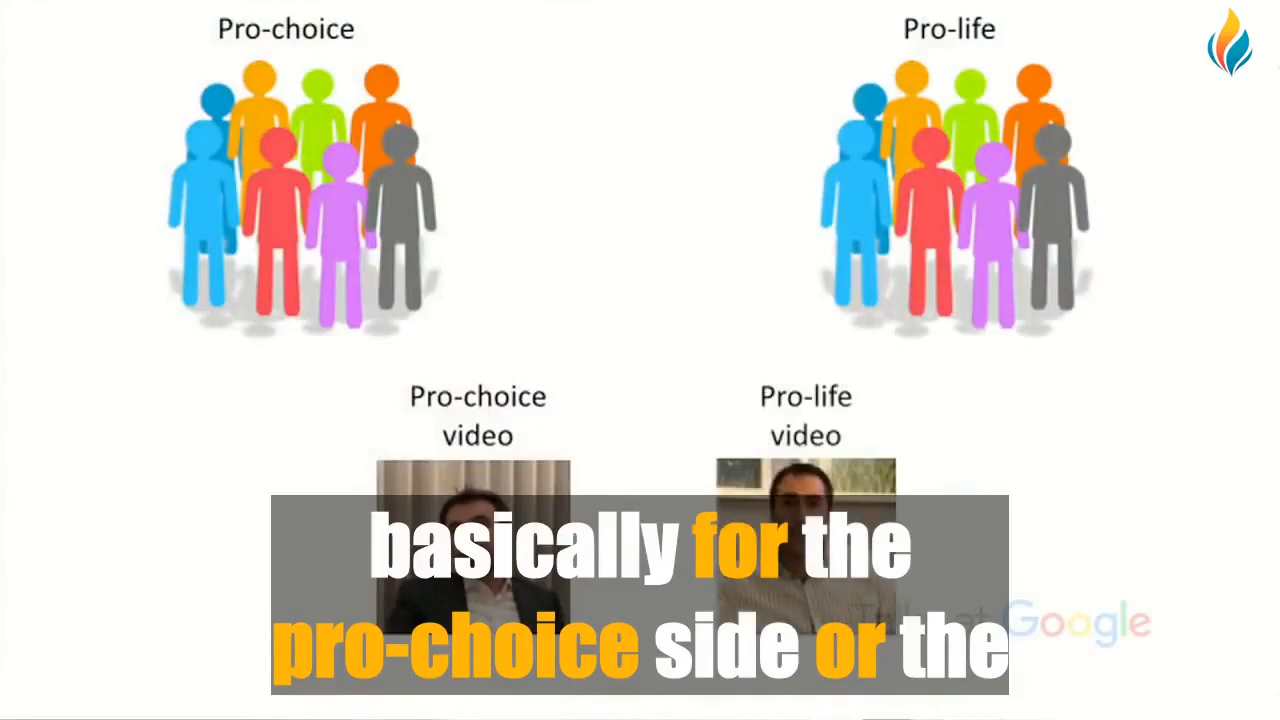 Pro-choice
Pro-life
Pro-choice
video
Pro-life
video
basically for the
pro-choice side or the
Google